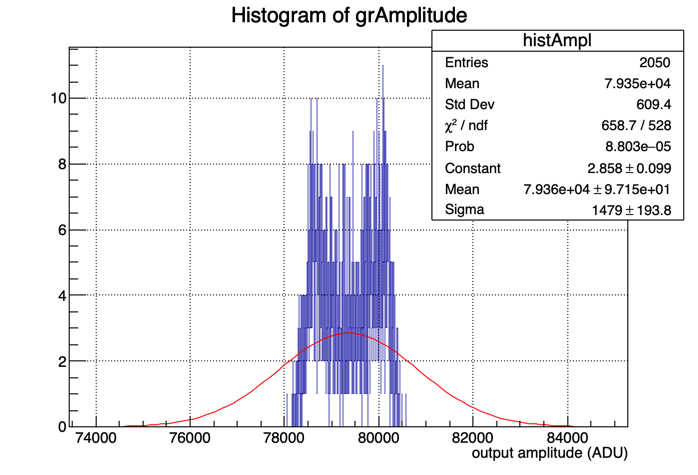 Histogram of grAmplitude
histAmpl
Entries 2050
Mean 7.935e+04
Std Dev 609.4
χ² / ndf 658.7 / 528
Prob 8.803e−05
Constant 2.858 ± 0.099
Mean 7.936e+04 ± 9.715e+01
Sigma 1479 ± 193.8
10
8
6
4
2
0
74000 76000 78000 80000 82000 84000
output amplitude (ADU)